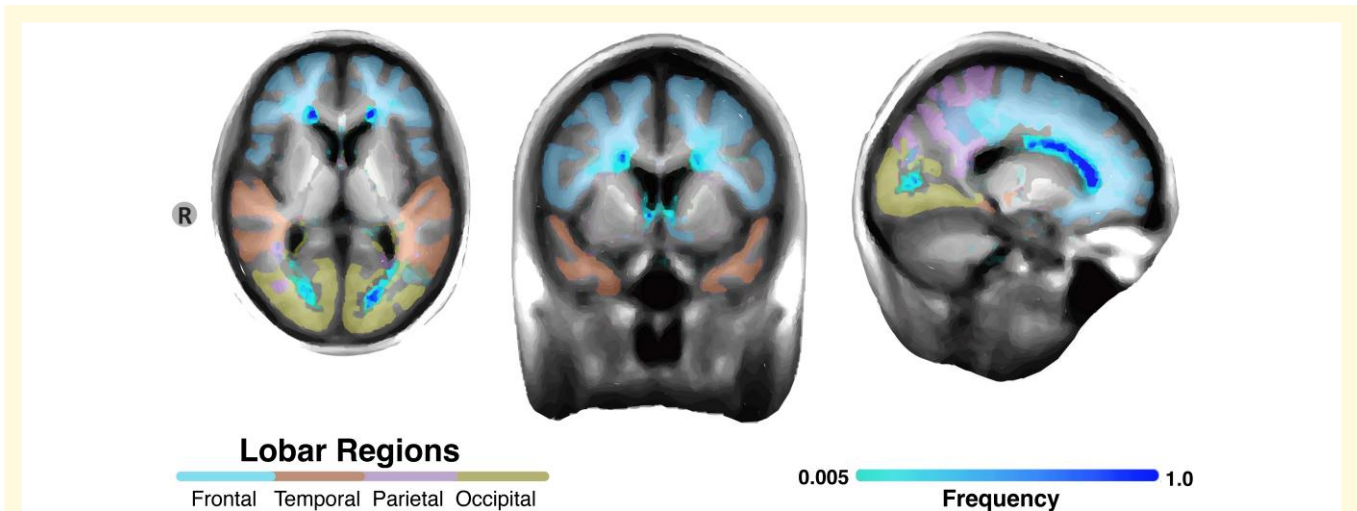 R
Lobar Regions
Frontal Temporal Parietal Occipital
0.005 1.0
Frequency